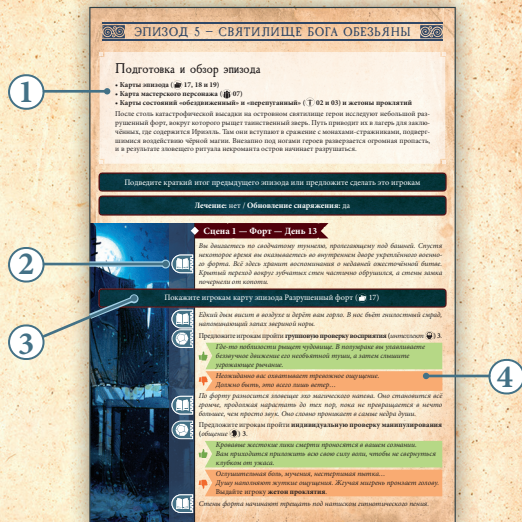 ЭПИЗОД 5 – СВЯТИЛИЩЕ БОГА ОБЕЗЬЯНЫ
Подготовка и обзор эпизода
• Карты эпизода ( 17, 18 и 19)
• Карта мастерского персонажа ( 07)
• Карты состояний «обездвиженный» и «перепуганный» ( 02 и 03) и жетоны проклятий
После столь катастрофической высадки на островном святилище герои исследуют небольшой раз-
рушенный форт, вокруг которого рыщет таинственный зверь. Путь приводит их в лагерь для заклю-
чённых, где содержится Ириэль. Там они вступают в сражение с монахами-стражниками, подверг-
шимися воздействию чёрной магии. Внезапно под ногами героев разверзается огромная пропасть,
и в результате зловещего ритуала некроманта остров начинает разрушаться.
1
Подведите краткий итог предыдущего эпизода или предложите сделать это игрокам
Лечение: нет / Обновление снаряжения: да
Сцена 1 — Форт — День 13
Вы двигаетесь по сводчатому туннелю, пролегающему под башней. Спустя
некоторое время вы оказываетесь во внутреннем дворе укреплённого военно-
го форта. Всё здесь хранит воспоминания о недавней ожесточённой битве.
Крытый переход вокруг зубчатых стен частично обрушился, а стены замка
почернели от копоти.
2
Покажите игрокам карту эпизода Разрушенный форт ( 17)
3
Едкий дым висит в воздухе и дерёт вам горло. В нос бьёт гнилостный смрад,
напоминающий запах звериной норы.
Предложите игрокам пройти групповую проверку восприятия (интеллект ) 3.
Где-то поблизости рыщет чудовище. В полумраке вы улавливаете
беззвучное движение его необъятной туши, а затем слышите
угрожающее рычание.
Неожиданно вас охватывает тревожное ощущение.
Должно быть, это всего лишь ветер…
4
По форту разносится зловещее эхо магического напева. Оно становится всё
громче, продолжая нарастать до тех пор, пока не превращается в нечто
большее, чем просто звук. Оно словно проникает в самые недра души.
Предложите игрокам пройти индивидуальную проверку манипулирования
(общение ) 3.
Кровавые жестокие лики смерти проносятся в вашем сознании.
Вам приходится приложить всю свою силу воли, чтобы не свернуться
клубком от ужаса.
Оглушительная боль, мучения, нестерпимая пытка…
Душу наполняют жуткие ощущения. Жгучая мигрень пронзает голову.
Выдайте игроку жетон проклятия.
Стены форта начинают трещать под натиском гипнотического пения.